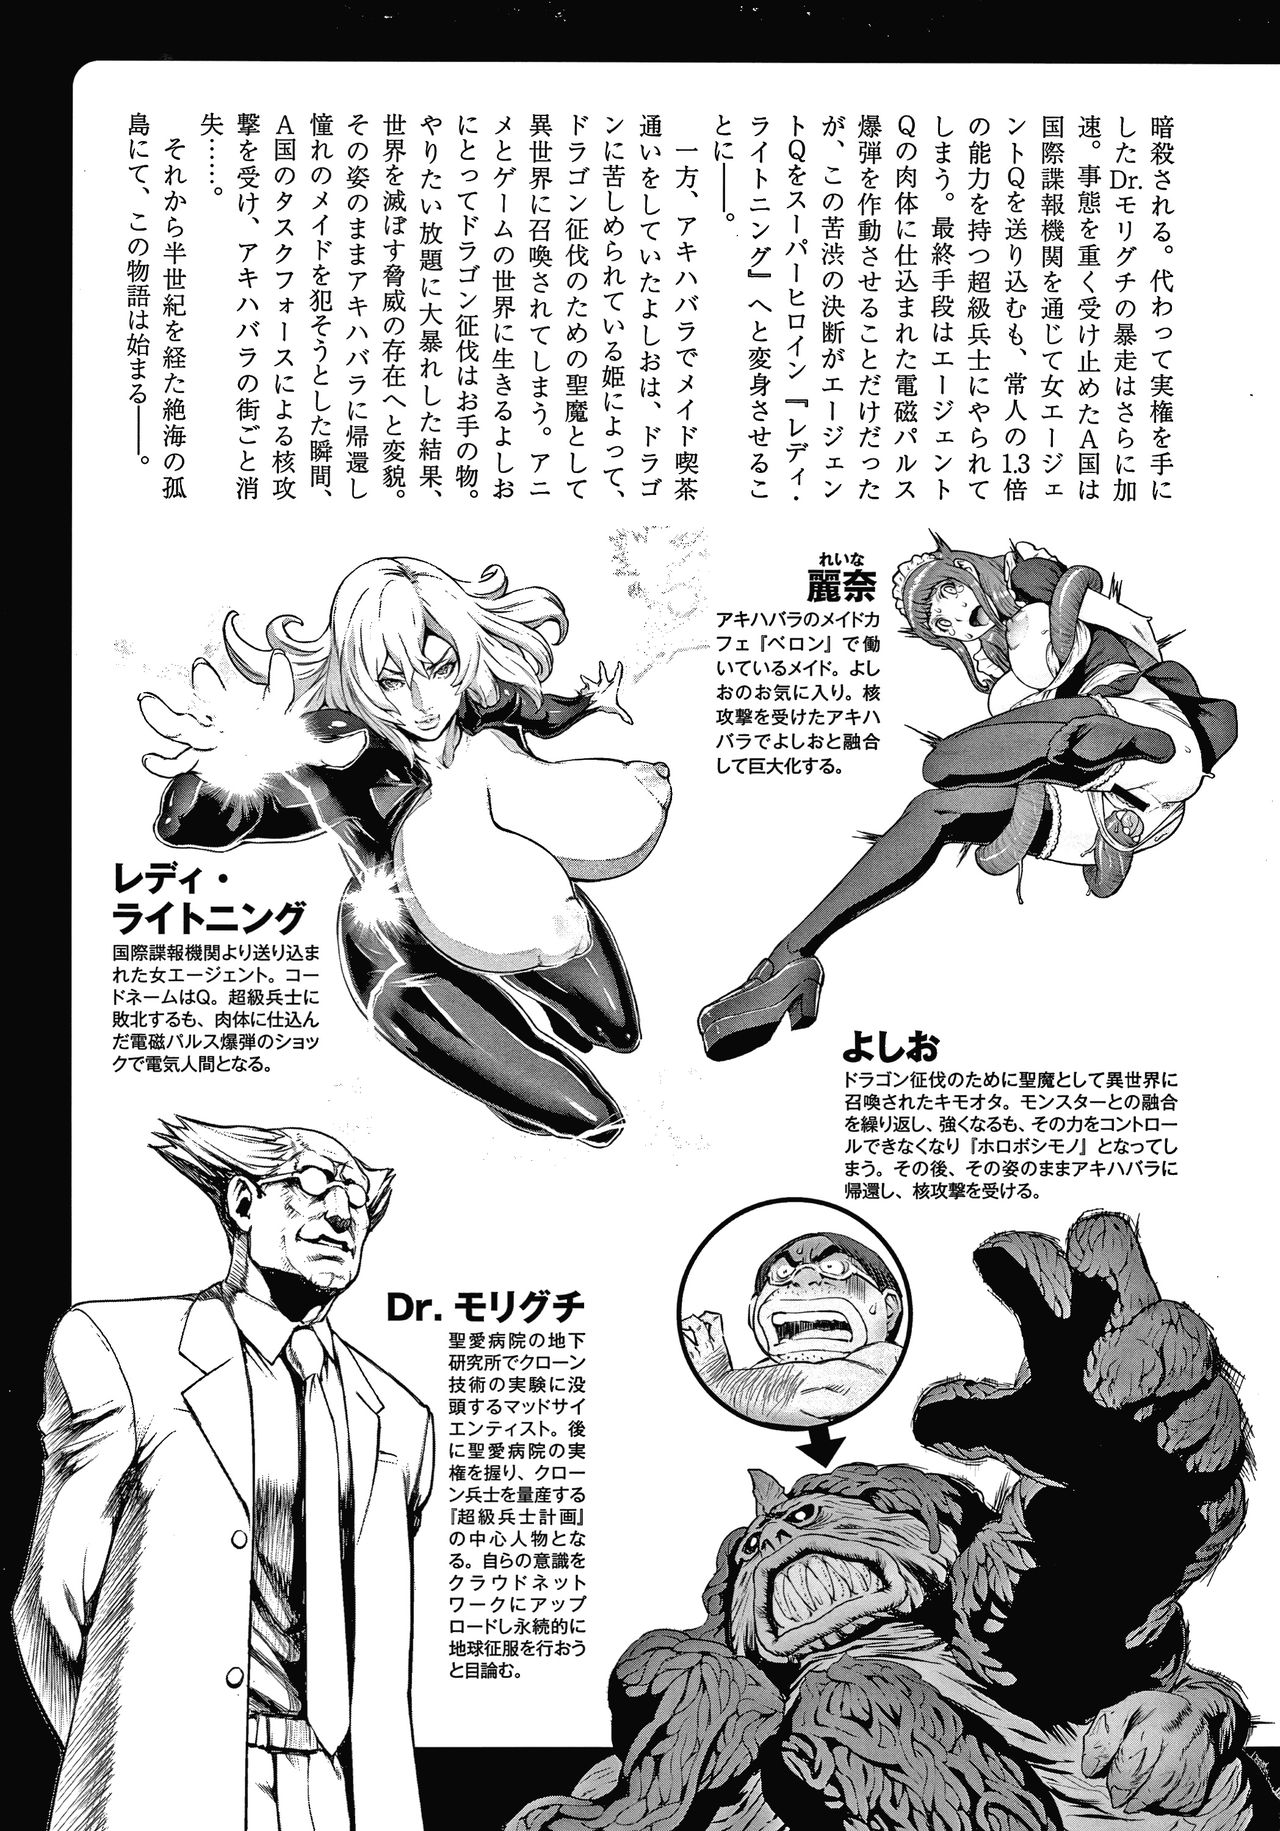 暗殺される。代わって実権を手に
したDr.モリグチの暴走はさらに加
速。事態を重く受け止めたA国は
国際諜報機関を通じて女エージェ
ントQを送り込むも、常人の1.3倍
の能力を持つ超級兵士にやられて
しまう。最終手段はエージェント
Qの肉体に仕込まれた電磁パルス
爆弾を作動させることだけだった
が、この苦渋の決断がエージェン
トQをスーパーヒロイン『レディ・
ライトニング』へと変身させるこ
とに――。
一方、アキハバラでメイド喫茶
通いをしていたよしおは、ドラゴ
ンに苦しめられている姫によって、
ドラゴン征伐のための聖魔として
異世界に召喚されてしまう。アニ
メとゲームの世界に生きるよしお
にとってドラゴン征伐はお手の物。
やりたい放題に大暴れした結果、
世界を滅ぼす脅威の存在へと変貌。
その姿のままアキハバラに帰還し
憧れのメイドを犯そうとした瞬間、
A国のタスクフォースによる核攻
撃を受け、アキハバラの街ごと消
失……。
それから半世紀を経た絶海の孤
島にて、この物語は始まる――。
れいな
麗奈
アキハバラのメイドカ
フェ『ベロン』で働
いているメイド。よし
おのお気に入り。核
攻撃を受けたアキハ
バラでよしおと融合
して巨大化する。
レディ・
ライトニング
国際諜報機関より送り込ま
れた女エージェント。コー
ドネームはQ。超級兵士に
敗北するも、肉体に仕込ん
だ電磁パルス爆弾のショッ
クで電気人間となる。
よしお
ドラゴン征伐のために聖魔として異世界に
召喚されたキモオタ。モンスターとの融合
を繰り返し、強くなるも、その力をコントロー
ルできなくなり『ホロボシモノ』となってし
まう。その後、その姿のままアキハバラに
帰還し、核攻撃を受ける。
Dr. モリグチ
聖愛病院の地下
研究所でクローン
技術の実験に没
頭するマッドサイ
エンティスト。後
に聖愛病院の実
権を握り、クロー
ン兵士を量産する
『超級兵士計画』
の中心人物とな
る。自らの意識を
クラウドネット
ワークにアップ
ロードし永続的に
地球征服を行おう
と目論む。